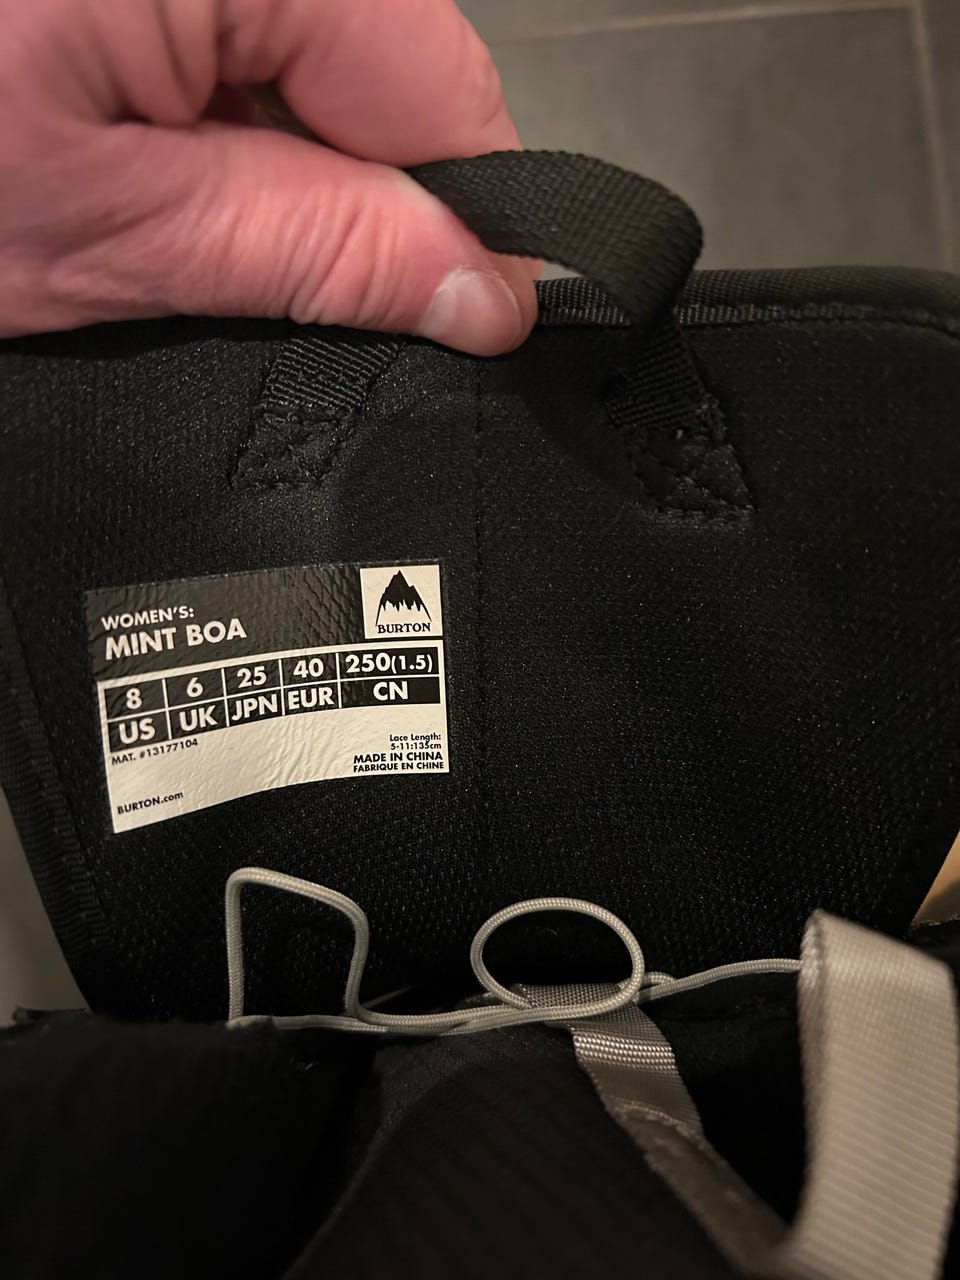 WOMEN'S:
MINT BOA
BURTON
8 6 25 40 250(1.5)
US UK JPN EUR CN
MAT. #13177104
Lace Length:
5-11:135cm
MADE IN CHINA
FABRIQUE EN CHINE
BURTON.com